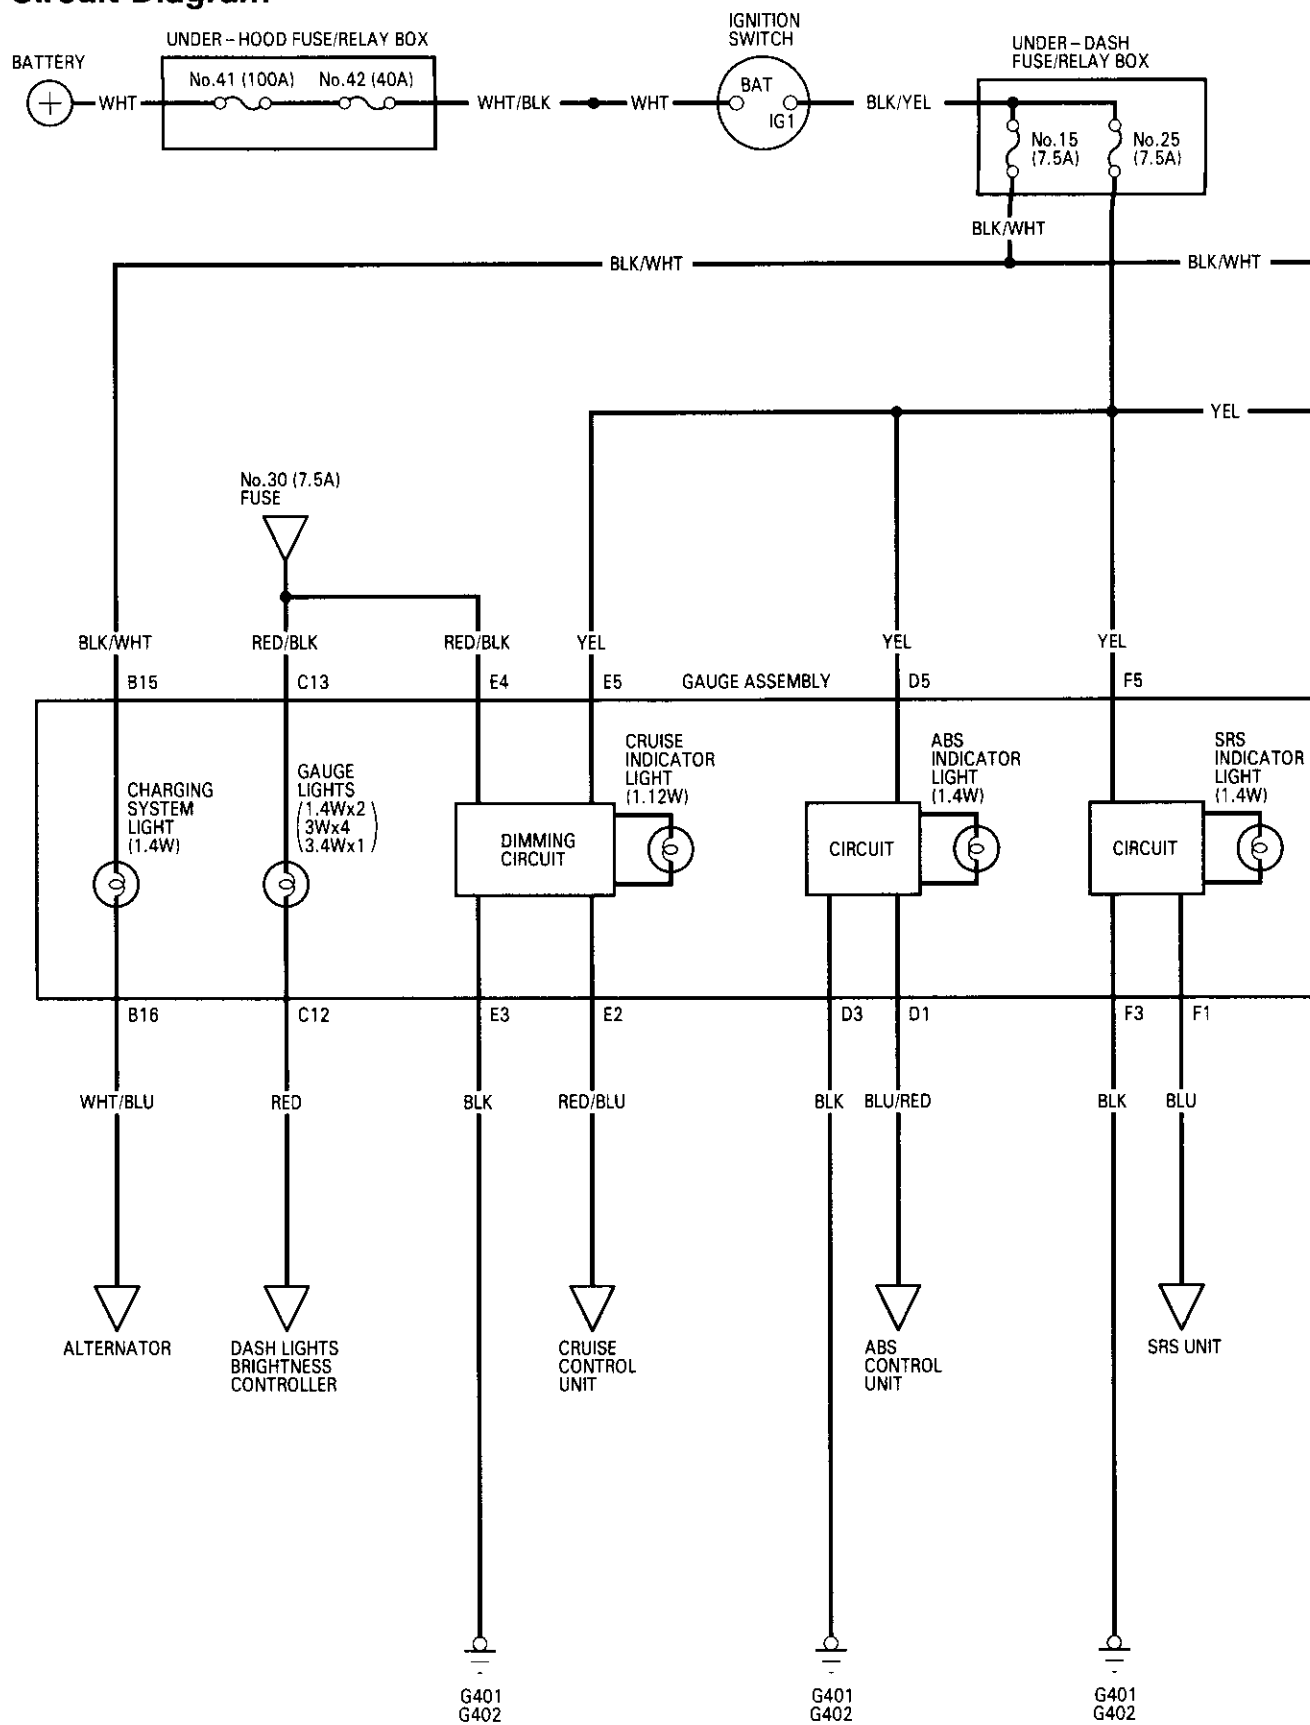 Circuit Diagram
IGNITION
SWITCH
UNDER-HOOD FUSE/RELAY BOX
UNDER-DASH
FUSE/RELAY BOX
BATTERY
No.41 (100A)
No.42 (40A)
BAT
IG1
WHT
WHT/BLK
WHT
BLK/YEL
No.15
(7.5A)
No.25
(7.5A)
BLK/WHT
BLK/WHT
BLK/WHT
YEL
No.30 (7.5A)
FUSE
BLK/WHT
RED/BLK
RED/BLK
YEL
YEL
YEL
B15
C13
E4
E5
GAUGE ASSEMBLY
D5
F5
CHARGING
SYSTEM
LIGHT
(1.4W)
GAUGE
LIGHTS
(1.4Wx2
3Wx4
3.4Wx1)
DIMMING
CIRCUIT
CRUISE
INDICATOR
LIGHT
(1.12W)
CIRCUIT
ABS
INDICATOR
LIGHT
(1.4W)
CIRCUIT
SRS
INDICATOR
LIGHT
(1.4W)
B16
C12
E3
E2
D3
D1
F3
F1
WHT/BLU
RED
BLK
RED/BLU
BLK
BLU/RED
BLK
BLU
ALTERNATOR
DASH LIGHTS
BRIGHTNESS
CONTROLLER
CRUISE
CONTROL
UNIT
ABS
CONTROL
UNIT
SRS UNIT
G401
G402
G401
G402
G401
G402